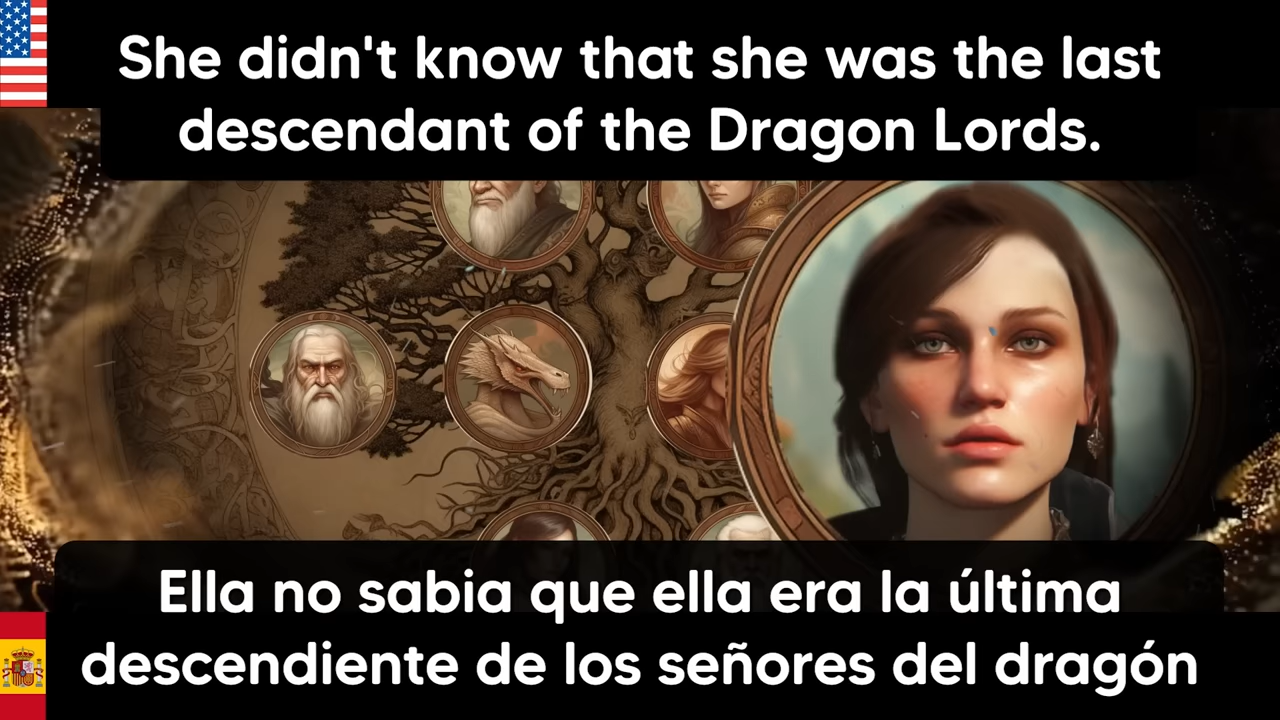 She didn't know that she was the last
descendant of the Dragon Lords.
Ella no sabia que ella era la última
descendiente de los señores del dragón